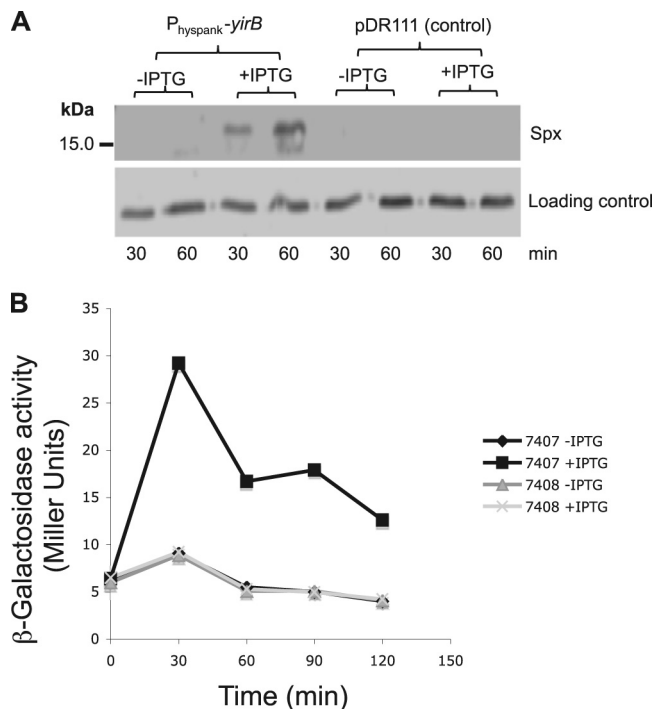 A
P hyspank -yirB pDR111 (control)
-IPTG +IPTG -IPTG +IPTG
kDa
15.0 Spx
Loading control
30 60 30 60 30 60 30 60 min
B
35
30
25
20
15
10
5
0
β-Galactosidase activity
(Miller Units)
7407 -IPTG
7407 +IPTG
7408 -IPTG
7408 +IPTG
0 30 60 90 120 150
Time (min)